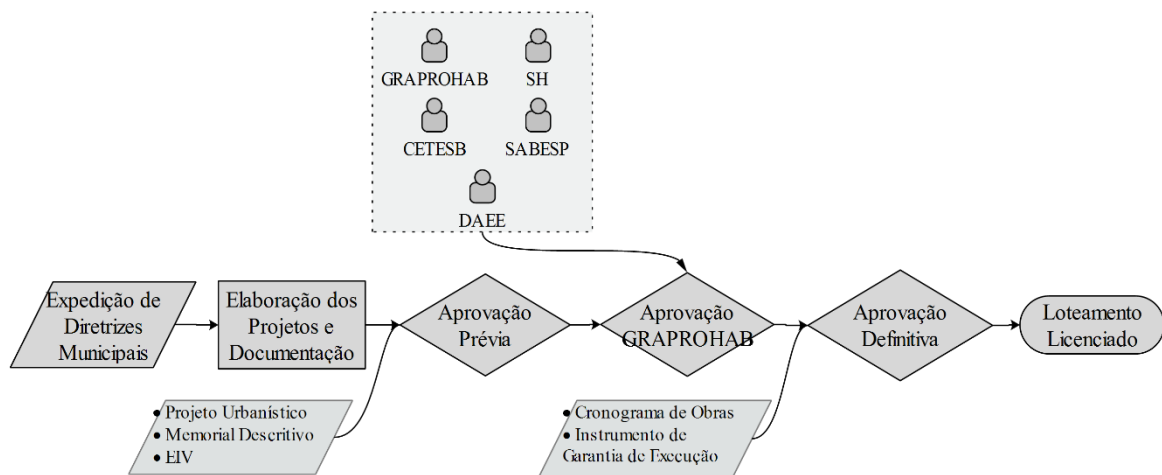 GRAPROHAB
SH
CETESB
SABESP
DAEE
Expedição de
Diretrizes
Municipais
Elaboração dos
Projetos e
Documentação
Aprovação
Prévia
Aprovação
GRAPROHAB
Aprovação
Definitiva
Loteamento
Licenciado
• Projeto Urbanístico
• Memorial Descritivo
• EIV
• Cronograma de Obras
• Instrumento de
Garantia de Execução